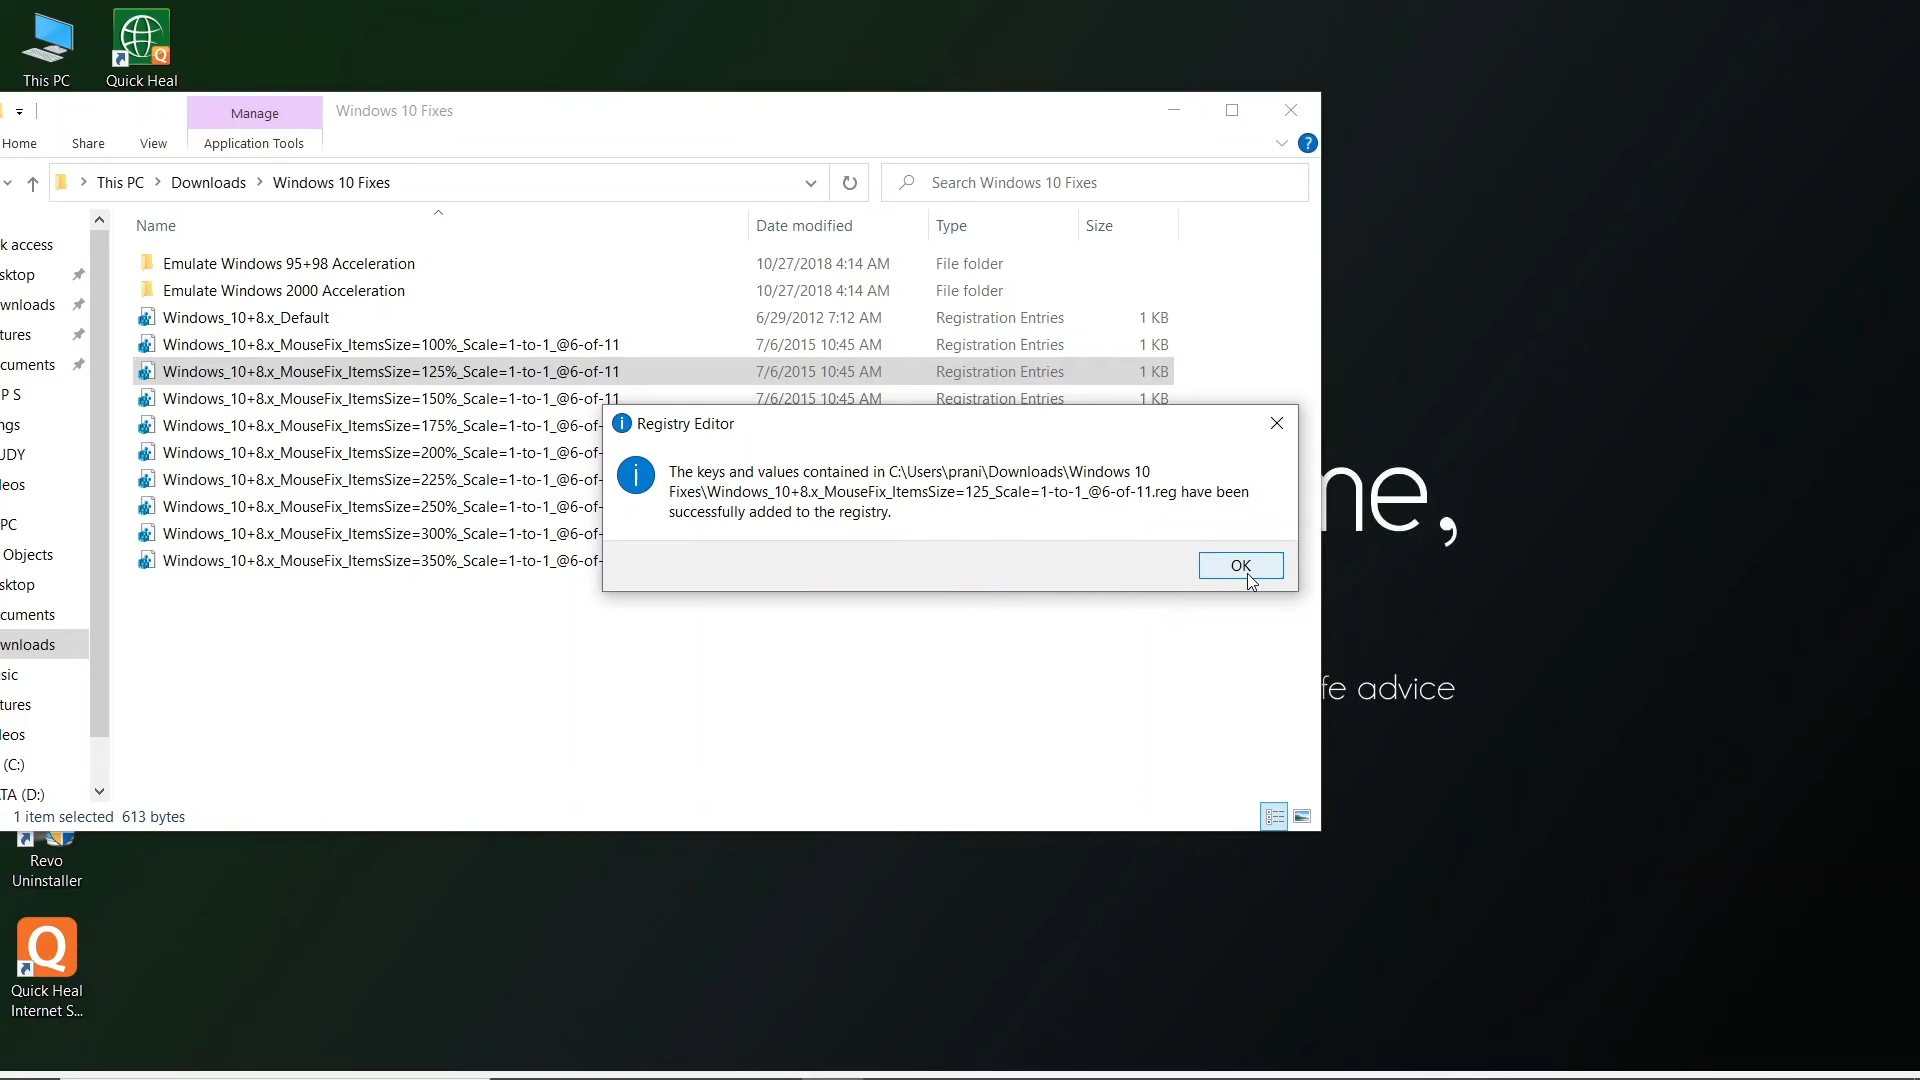 This PC
Quick Heal
Manage
Windows 10 Fixes
Home
Share
View
Application Tools
?
This PC
Downloads
Windows 10 Fixes
Search Windows 10 Fixes
Name
Date modified
Type
Size
k access
sktop
wnloads
tures
cuments
P S
ngs
UDY
leos
PC
Objects
sktop
cuments
wnloads
sic
tures
leos
(C:)
TA (D:)
Emulate Windows 95+98 Acceleration 10/27/2018 4:14 AM File folder
Emulate Windows 2000 Acceleration 10/27/2018 4:14 AM File folder
Windows_10+8.x_Default 6/29/2012 7:12 AM Registration Entries 1 KB
Windows_10+8.x_MouseFix_ItemsSize=100%_Scale=1-to-1_@6-of-11 7/6/2015 10:45 AM Registration Entries 1 KB
Windows_10+8.x_MouseFix_ItemsSize=125%_Scale=1-to-1_@6-of-11 7/6/2015 10:45 AM Registration Entries 1 KB
Windows_10+8.x_MouseFix_ItemsSize=150%_Scale=1-to-1_@6-of-11 7/6/2015 10:45 AM Registration Entries 1 KB
Windows_10+8.x_MouseFix_ItemsSize=175%_Scale=1-to-1_@6-of-
Windows_10+8.x_MouseFix_ItemsSize=200%_Scale=1-to-1_@6-of-
Windows_10+8.x_MouseFix_ItemsSize=225%_Scale=1-to-1_@6-of-
Windows_10+8.x_MouseFix_ItemsSize=250%_Scale=1-to-1_@6-of-
Windows_10+8.x_MouseFix_ItemsSize=300%_Scale=1-to-1_@6-of-
Windows_10+8.x_MouseFix_ItemsSize=350%_Scale=1-to-1_@6-of-
Registry Editor
The keys and values contained in C:\Users\prani\Downloads\Windows 10
Fixes\Windows_10+8.x_MouseFix_ItemsSize=125_Scale=1-to-1_@6-of-11.reg have been
successfully added to the registry.
OK
me,
fe advice
1 item selected 613 bytes
Revo
Uninstaller
Quick Heal
Internet S...